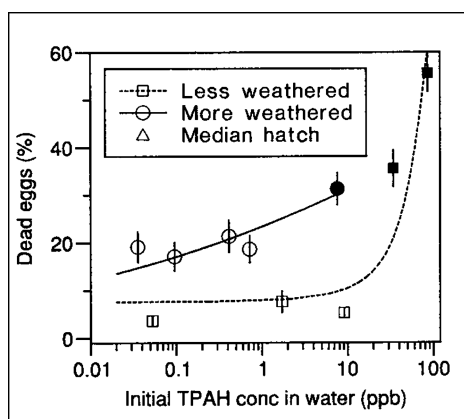 60
40
20
0
Dead eggs (%)
Less weathered
More weathered
Median hatch
0.01 0.1 1 10 100
Initial TPAH conc in water (ppb)